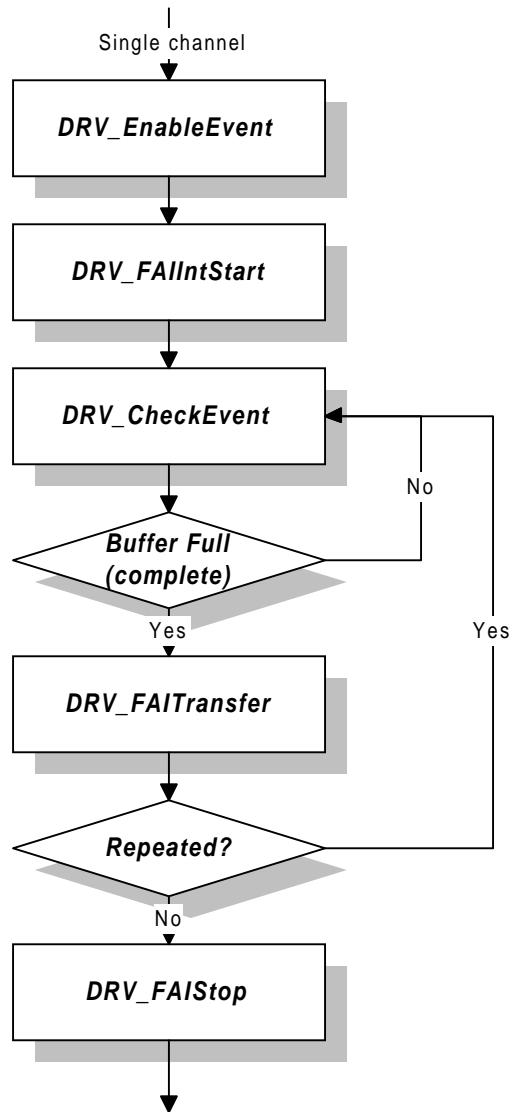 Single channel
DRV_EnableEvent
DRV_FAIIntStart
DRV_CheckEvent
No
Buffer Full
(complete)
Yes
Yes
DRV_FAITransfer
Repeated?
No
DRV_FAIStop